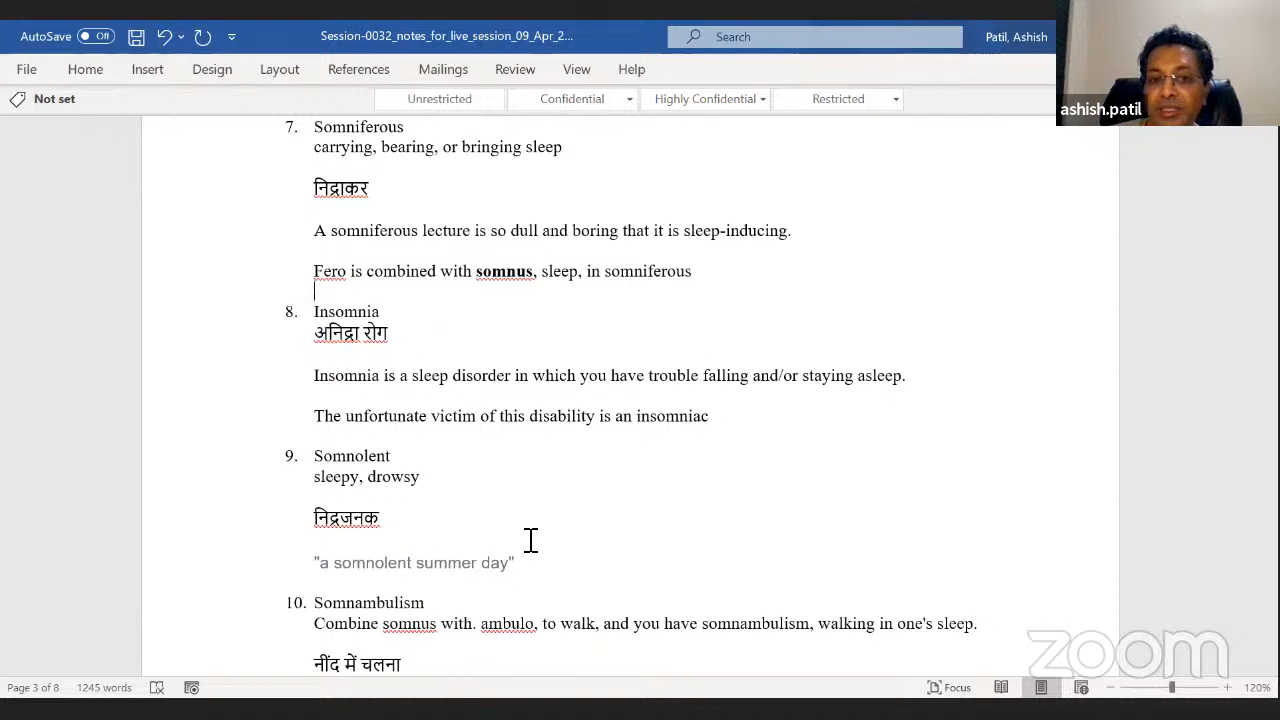 AutoSave Off
Session-0032_notes_for_live_session_09_Apr_2...
Search
Patil, Ashish
File Home Insert Design Layout References Mailings Review View Help
Not set
Unrestricted Confidential Highly Confidential Restricted
ashish.patil
7. Somniferous
carrying, bearing, or bringing sleep
निद्राकर
A somniferous lecture is so dull and boring that it is sleep-inducing.
Fero is combined with somnus, sleep, in somniferous
8. Insomnia
अनिद्रा रोग
Insomnia is a sleep disorder in which you have trouble falling and/or staying asleep.
The unfortunate victim of this disability is an insomniac
9. Somnolent
sleepy, drowsy
निद्रजनक
"a somnolent summer day"
10. Somnambulism
Combine somnus with. ambulo, to walk, and you have somnambulism, walking in one's sleep.
नींद में चलना
zoom
Page 3 of 8 1245 words Focus 120%